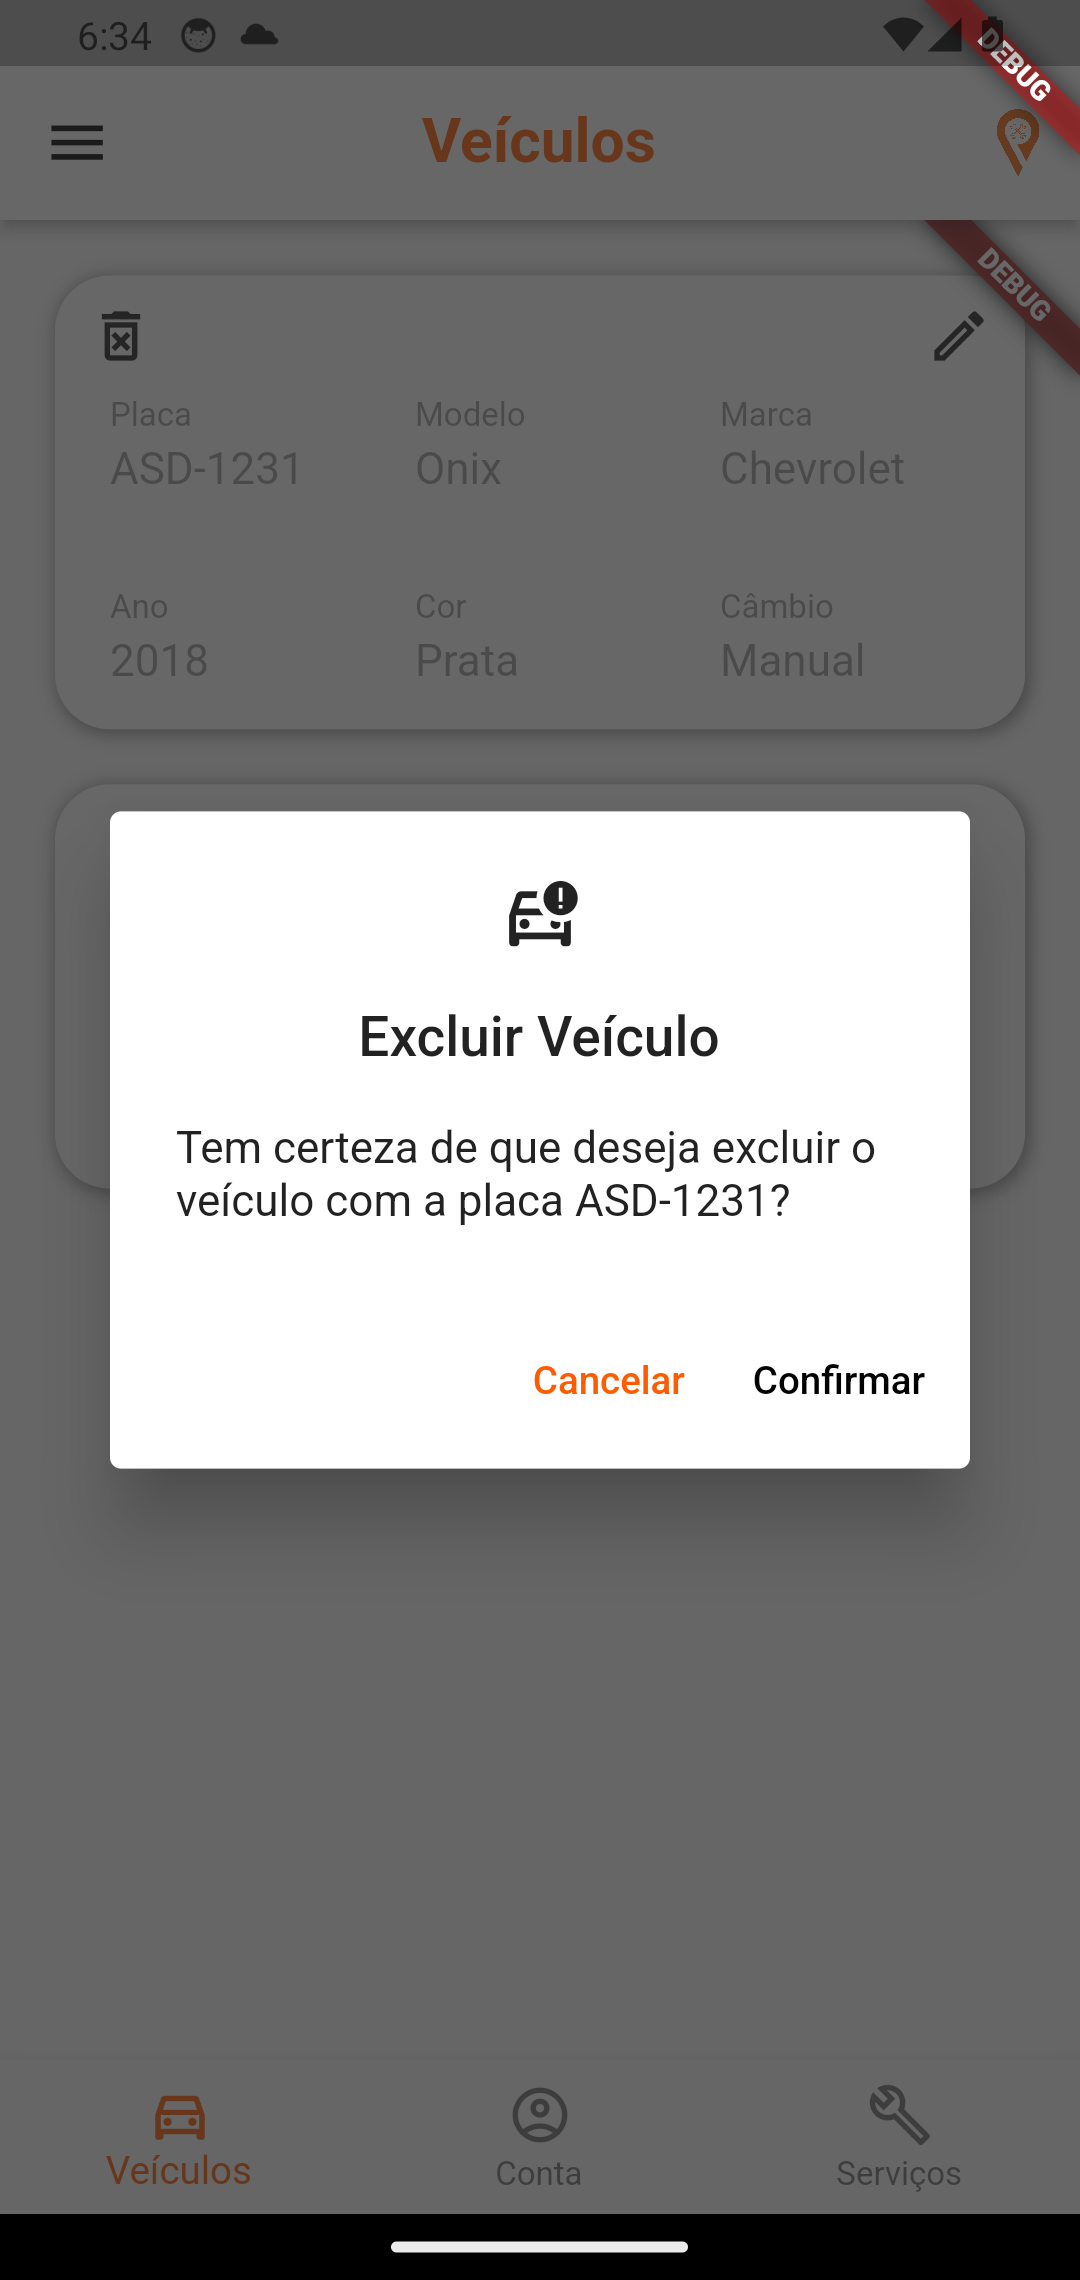 6:34
DEBUG
Veículos
DEBUG
Placa Modelo Marca
ASD-1231 Onix Chevrolet
Ano Cor Câmbio
2018 Prata Manual
Excluir Veículo
Tem certeza de que deseja excluir o
veículo com a placa ASD-1231?
Cancelar Confirmar
Veículos Conta Serviços